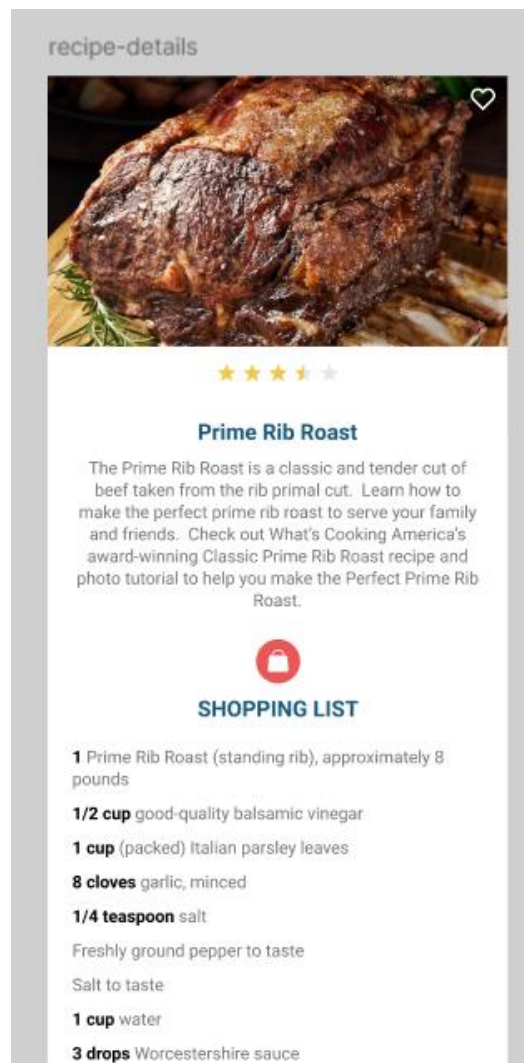 recipe-details
Prime Rib Roast
The Prime Rib Roast is a classic and tender cut of
beef taken from the rib primal cut.  Learn how to
make the perfect prime rib roast to serve your family
and friends.  Check out What's Cooking America's
award-winning Classic Prime Rib Roast recipe and
photo tutorial to help you make the Perfect Prime Rib
Roast.
SHOPPING LIST
1 Prime Rib Roast (standing rib), approximately 8
pounds
1/2 cup good-quality balsamic vinegar
1 cup (packed) Italian parsley leaves
8 cloves garlic, minced
1/4 teaspoon salt
Freshly ground pepper to taste
Salt to taste
1 cup water
3 drops Worcestershire sauce